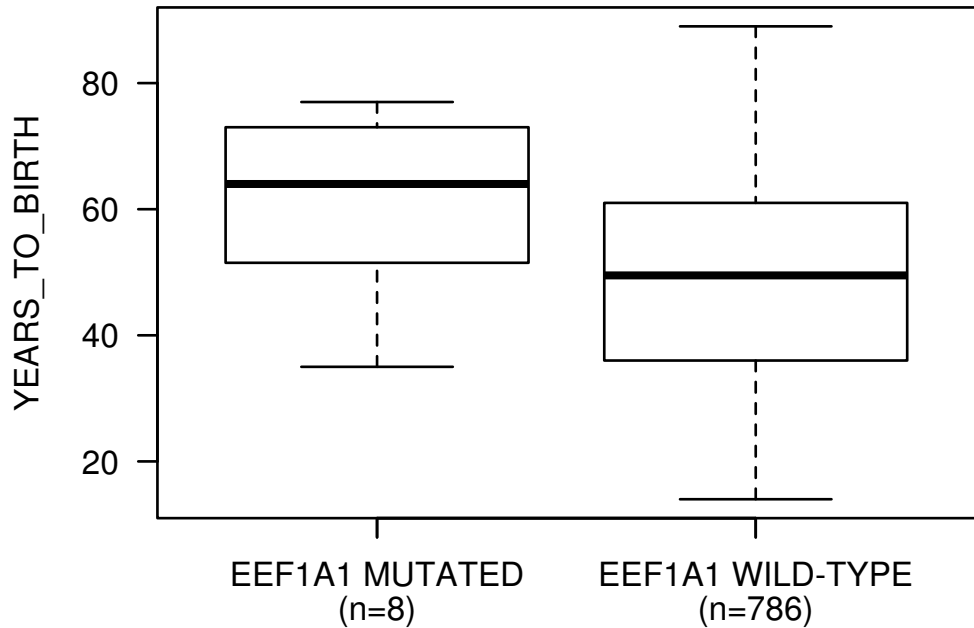 YEARS_TO_BIRTH
80
60
40
20
EEF1A1 MUTATED
(n=8)
EEF1A1 WILD-TYPE
(n=786)